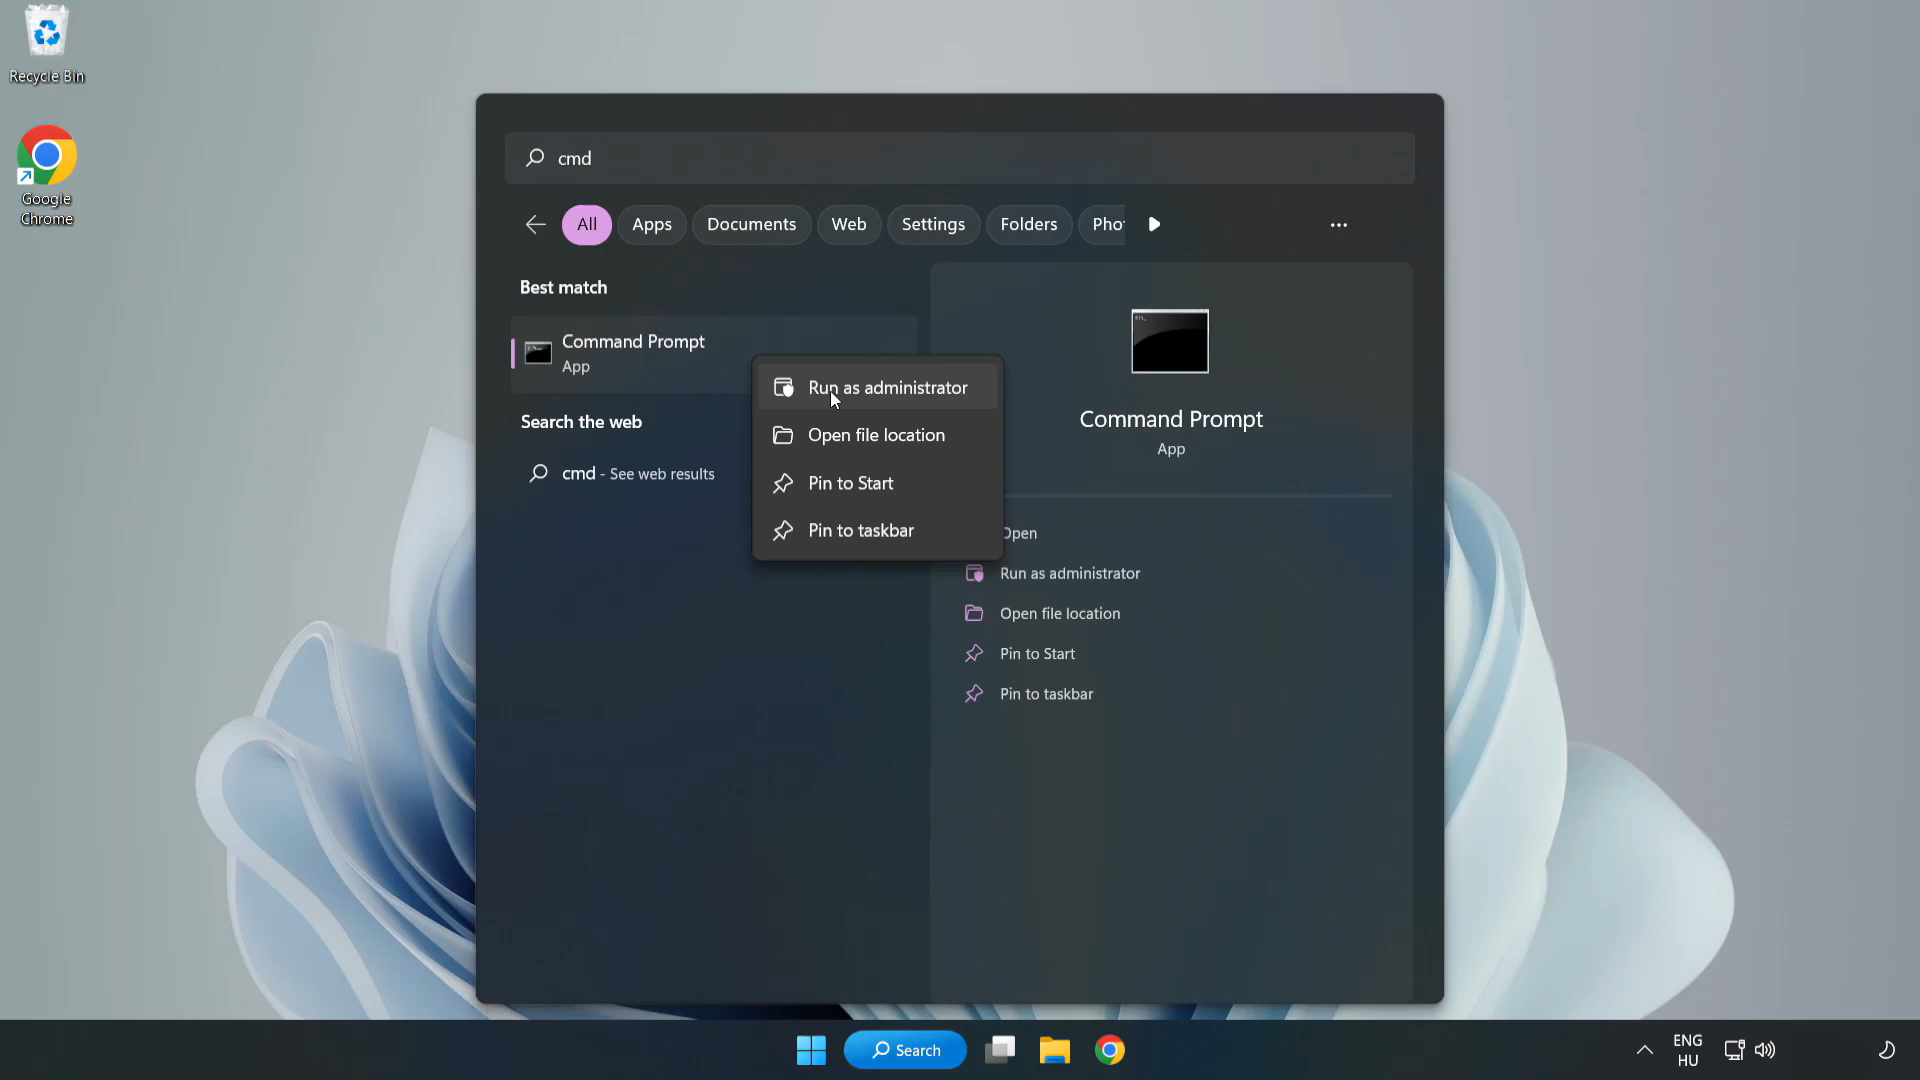 Recycle Bin
Google
Chrome
cmd
All
Apps
Documents
Web
Settings
Folders
Pho
Best match
Command Prompt
App
Search the web
cmd - See web results
Run as administrator
Open file location
Pin to Start
Pin to taskbar
Command Prompt
App
Open
Run as administrator
Open file location
Pin to Start
Pin to taskbar
Search
ENG
HU